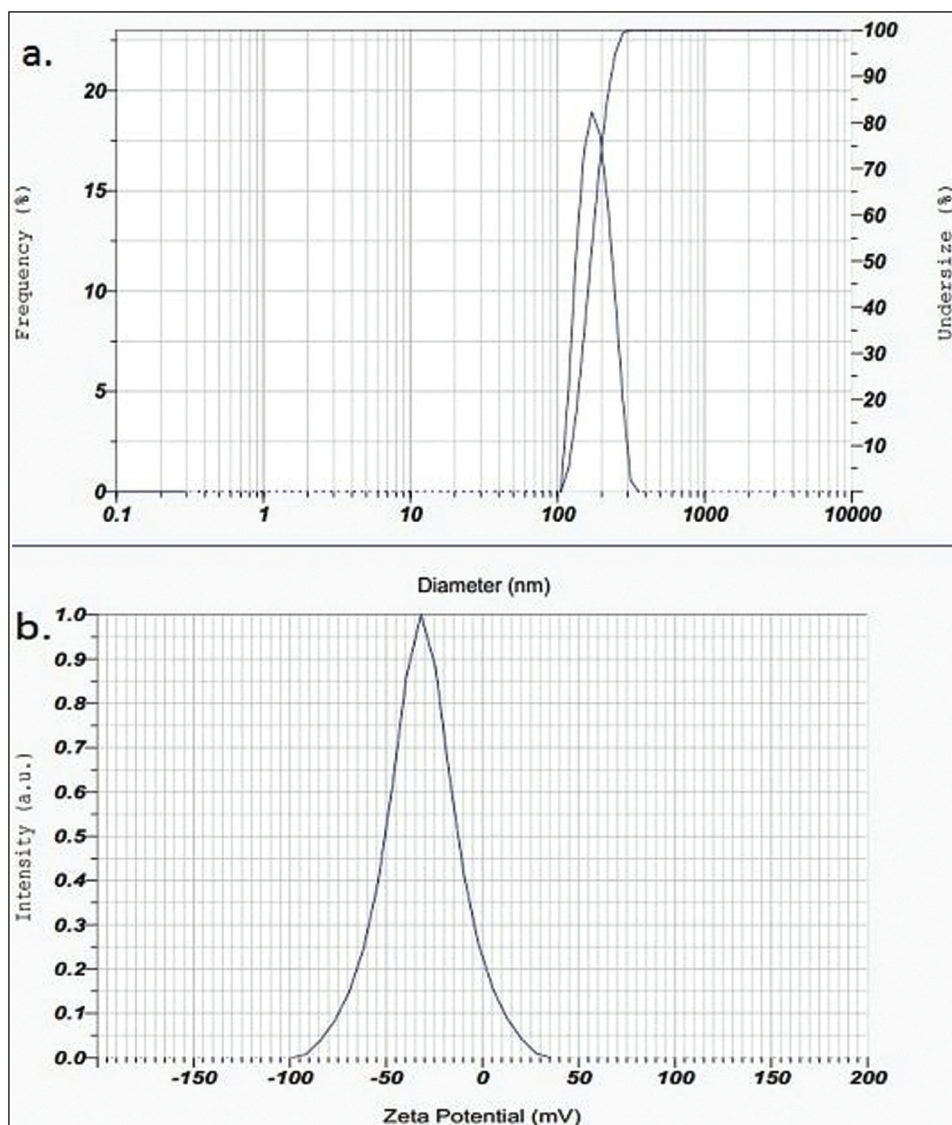 a.
Frequency (%)
20
15
10
5
0
100
90
80
70
60
50
40
30
20
10
Undersize (%)
0.1 1 10 100 1000 10000
Diameter (nm)
b.
Intensity (a.u.)
1.0
0.9
0.8
0.7
0.6
0.5
0.4
0.3
0.2
0.1
0.0
-150 -100 -50 0 50 100 150 200
Zeta Potential (mV)